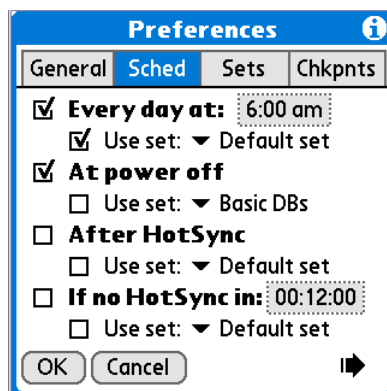 Preferences
General Sched Sets Chkpnts
Every day at: 6:00 am
Use set: Default set
At power off
Use set: Basic DBs
After HotSync
Use set: Default set
If no HotSync in: 00:12:00
Use set: Default set
OK Cancel